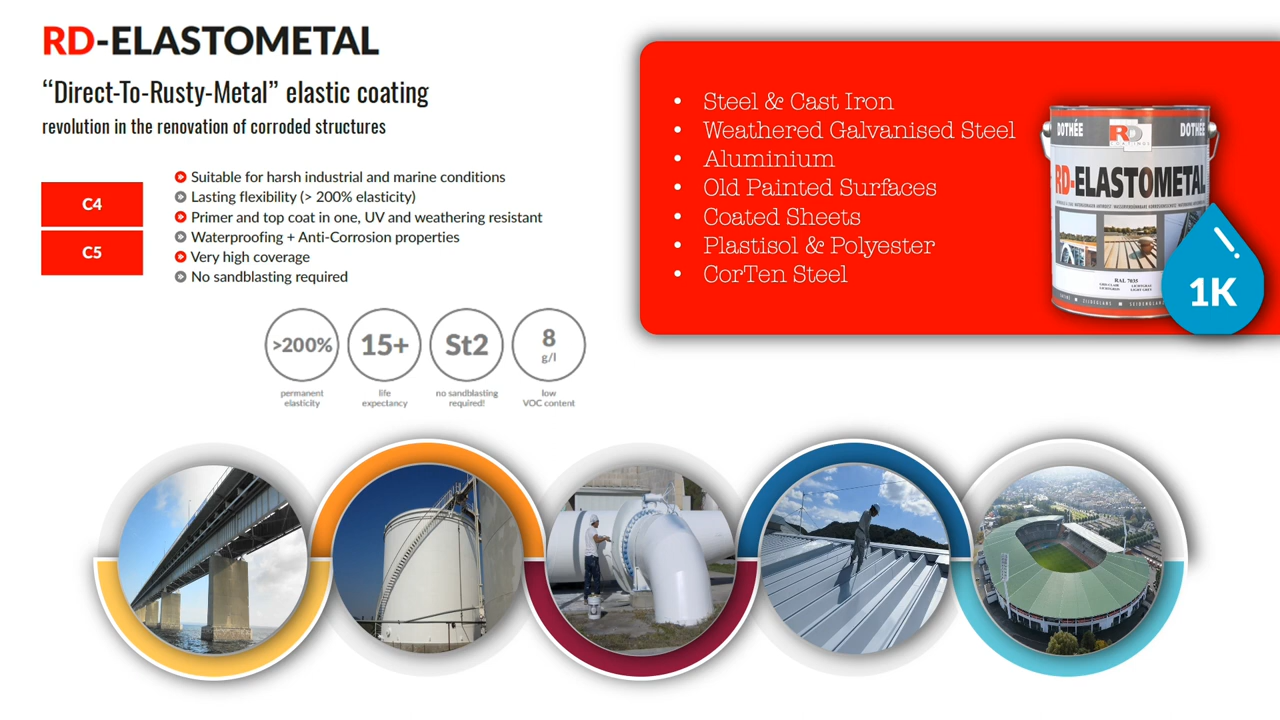 RD-ELASTOMETAL
“Direct-To-Rusty-Metal” elastic coating
revolution in the renovation of corroded structures
C4
C5
Suitable for harsh industrial and marine conditions
Lasting flexibility (> 200% elasticity)
Primer and top coat in one, UV and weathering resistant
Waterproofing + Anti-Corrosion properties
Very high coverage
No sandblasting required
>200%
permanent
elasticity
15+
life
expectancy
St2
no sandblasting
required!
8
g/l
low
VOC content
• Steel & Cast Iron
• Weathered Galvanised Steel
• Aluminium
• Old Painted Surfaces
• Coated Sheets
• Plastisol & Polyester
• CorTen Steel
DOTHÉE
RD
COATINGS
DOTHÉE
RD-ELASTOMETAL
RAL 7035
1K